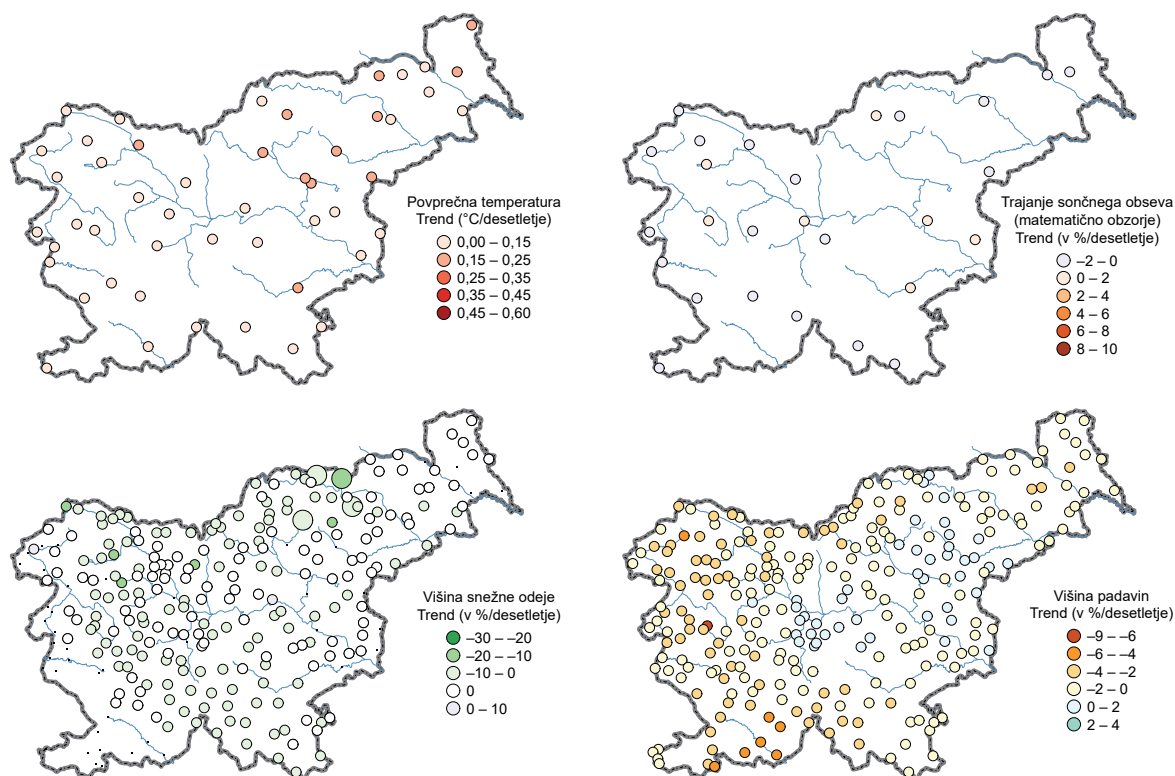 Povprečna temperatura
Trend (°C/desetletje)
0,00 – 0,15
0,15 – 0,25
0,25 – 0,35
0,35 – 0,45
0,45 – 0,60
Trajanje sončnega obseva
(matematično obzorje)
Trend (v %/desetletje)
–2 – 0
0 – 2
2 – 4
4 – 6
6 – 8
8 – 10
Višina snežne odeje
Trend (v %/desetletje)
–30 – –20
–20 – –10
–10 – 0
0
0 – 10
Višina padavin
Trend (v %/desetletje)
–9 – –6
–6 – –4
–4 – –2
–2 – 0
0 – 2
2 – 4